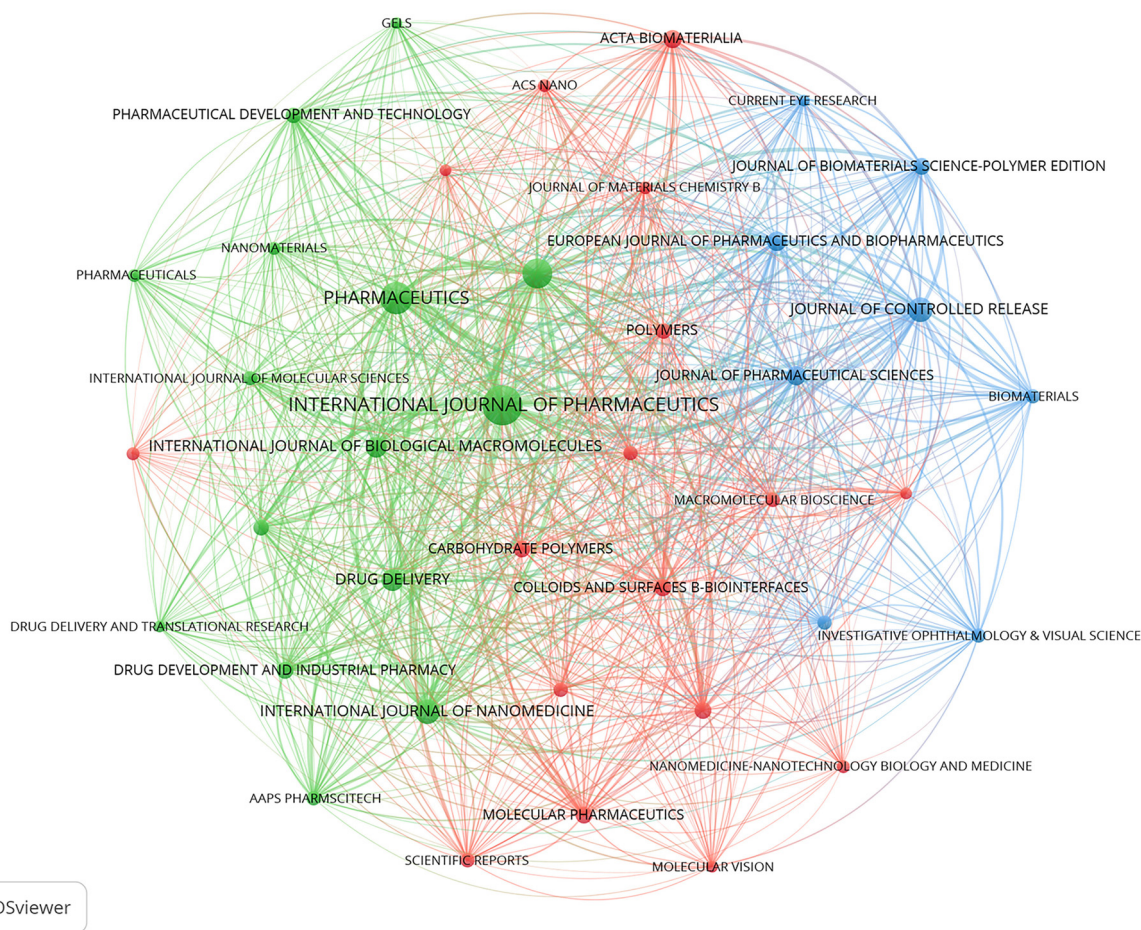 GELS
ACTA BIOMATERIALIA
ACS NANO
CURRENT EYE RESEARCH
PHARMACEUTICAL DEVELOPMENT AND TECHNOLOGY
JOURNAL OF BIOMATERIALS SCIENCE-POLYMER EDITION
JOURNAL OF MATERIALS CHEMISTRY B
EUROPEAN JOURNAL OF PHARMACEUTICS AND BIOPHARMACEUTICS
NANOMATERIALS
PHARMACEUTICALS
PHARMACEUTICS
JOURNAL OF CONTROLLED RELEASE
POLYMERS
INTERNATIONAL JOURNAL OF MOLECULAR SCIENCES
JOURNAL OF PHARMACEUTICAL SCIENCES
BIOMATERIALS
INTERNATIONAL JOURNAL OF PHARMACEUTICS
INTERNATIONAL JOURNAL OF BIOLOGICAL MACROMOLECULES
MACROMOLECULAR BIOSCIENCE
CARBOHYDRATE POLYMERS
DRUG DELIVERY
COLLOIDS AND SURFACES B-BIOINTERFACES
DRUG DELIVERY AND TRANSLATIONAL RESEARCH
INVESTIGATIVE OPHTHALMOLOGY & VISUAL SCIENCE
DRUG DEVELOPMENT AND INDUSTRIAL PHARMACY
INTERNATIONAL JOURNAL OF NANOMEDICINE
NANOMEDICINE-NANOTECHNOLOGY BIOLOGY AND MEDICINE
AAPS PHARMSCITECH
MOLECULAR PHARMACEUTICS
SCIENTIFIC REPORTS
MOLECULAR VISION
OSviewer